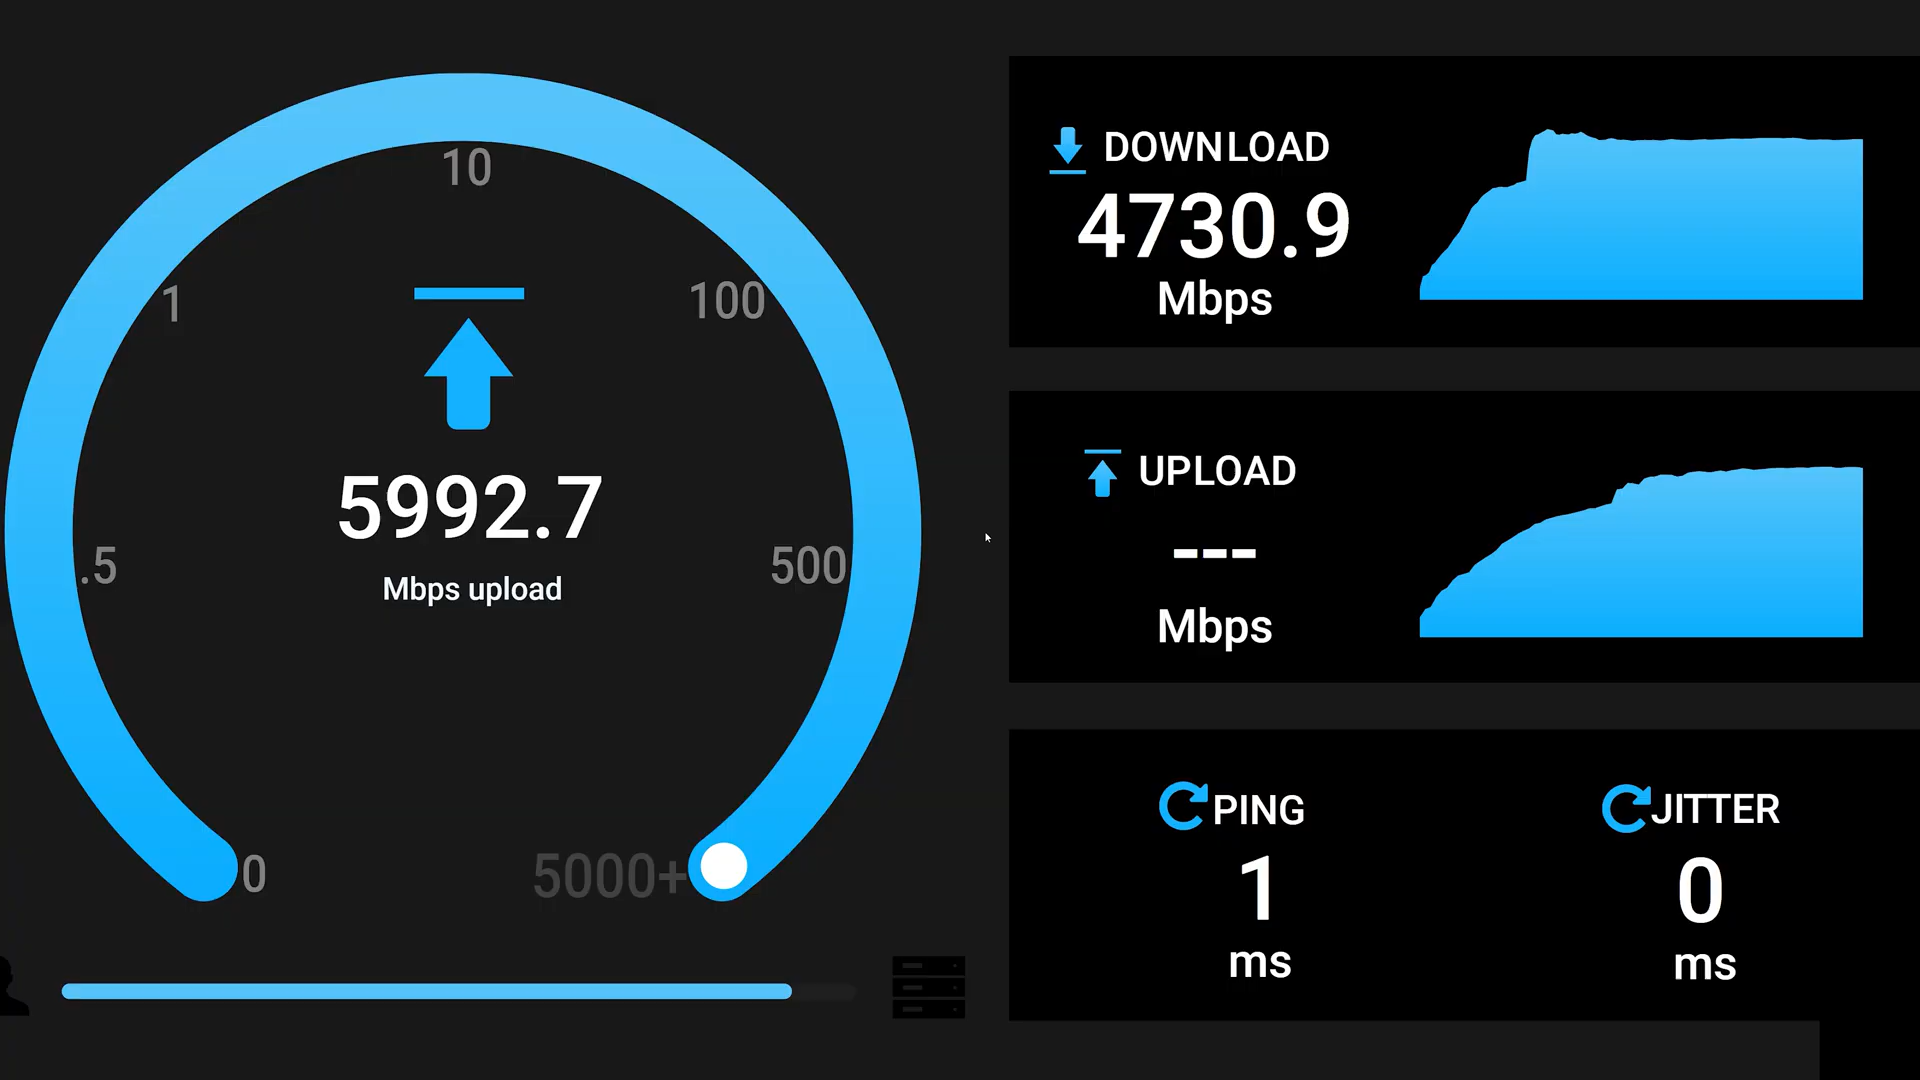 10
1
100
5992.7
Mbps upload
.5
500
0
5000+
DOWNLOAD
4730.9
Mbps
UPLOAD
---
Mbps
PING
1
ms
JITTER
0
ms